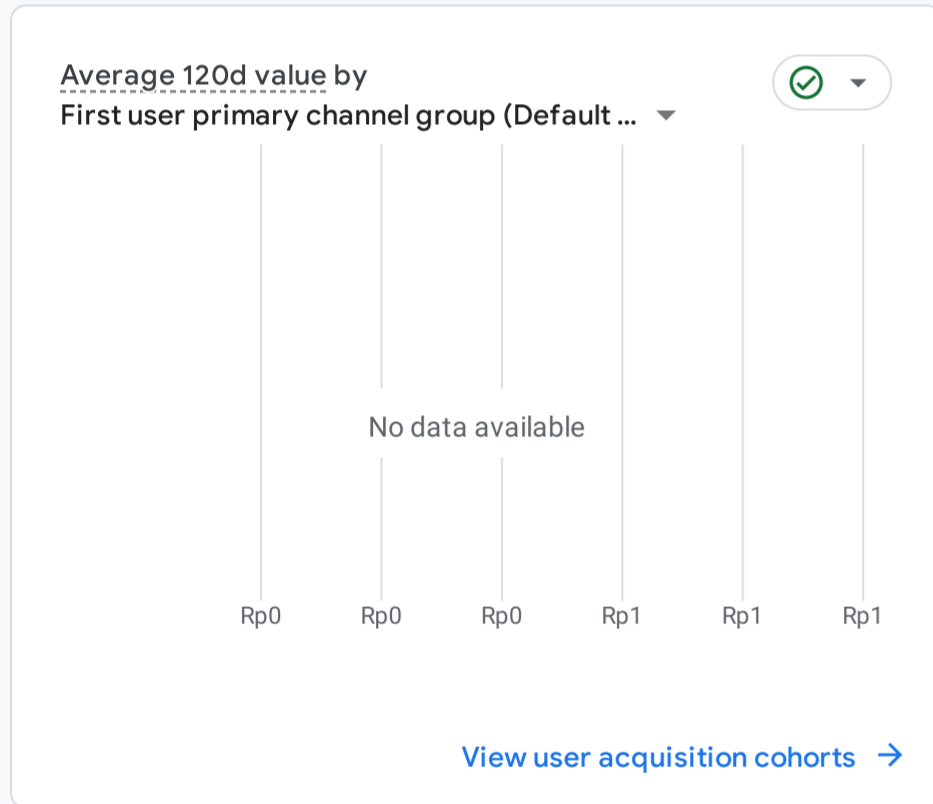 Average 120d value by
First user primary channel group (Default ...
No data available
Rp0 Rp0 Rp0 Rp1 Rp1 Rp1
View user acquisition cohorts →